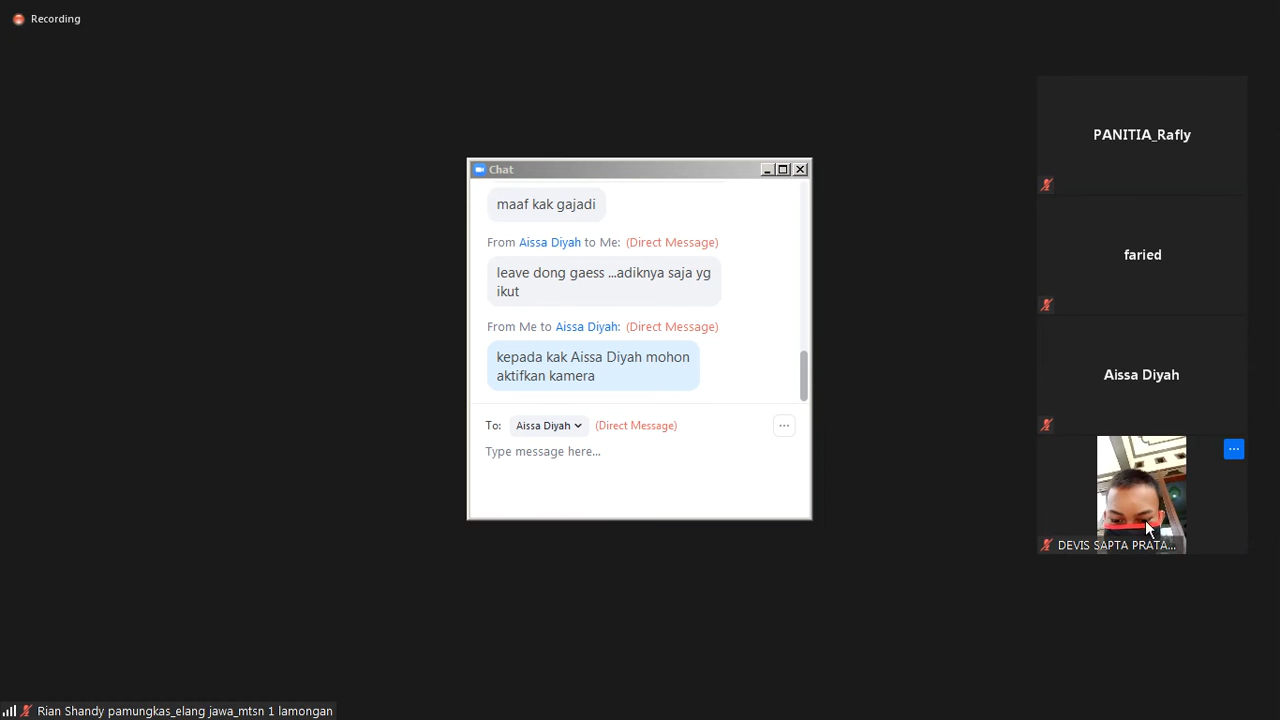 Recording
Chat
maaf kak gajadi
From Aissa Diyah to Me: (Direct Message)
leave dong gaess ...adiknya saja yg
ikut
From Me to Aissa Diyah: (Direct Message)
kepada kak Aissa Diyah mohon
aktifkan kamera
To: Aissa Diyah (Direct Message)
Type message here...
PANITIA_Rafly
faried
Aissa Diyah
DEVIS SAPTA PRATA...
Rian Shandy pamungkas_elang jawa_mtsn 1 lamongan